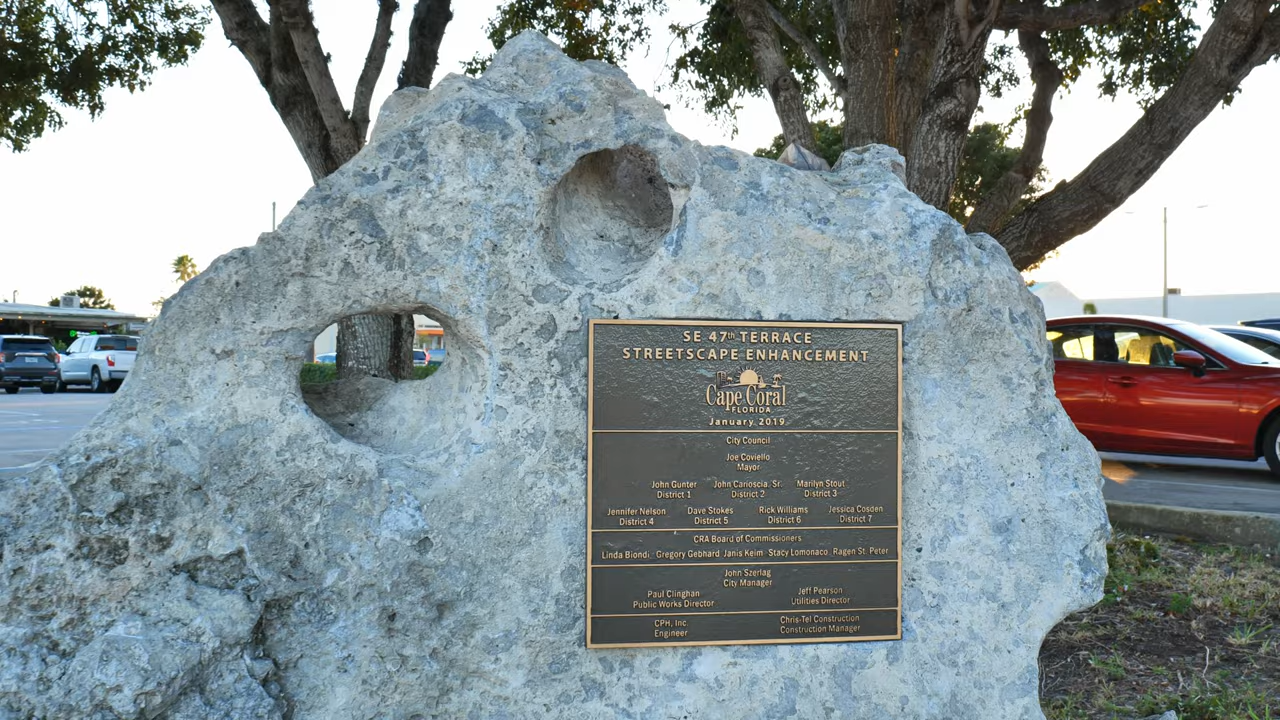 SE 47th TERRACE
STREETSCAPE ENHANCEMENT
Cape Coral
FLORIDA
January 2019
City Council
Joe Coviello
Mayor
John Gunter John Carioscia, Sr. Marilyn Stout
District 1 District 2 District 3
Jennifer Nelson Dave Stokes Rick Williams Jessica Cosden
District 4 District 5 District 6 District 7
CRA Board of Commissioners
Linda Biondi Gregory Gebhard Janis Keim Stacy Lomonaco Ragen St. Peter
John Szerlag
City Manager
Paul Clinghan Jeff Pearson
Public Works Director Utilities Director
CPH, Inc. Chris-Tel Construction
Engineer Construction Manager